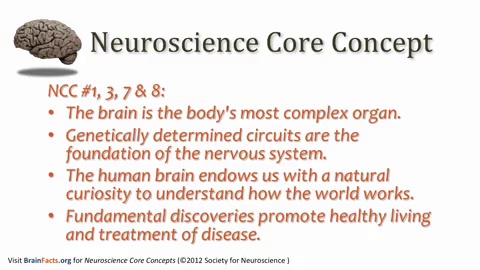 Neuroscience Core Concept
NCC #1, 3, 7 & 8:
• The brain is the body's most complex organ.
• Genetically determined circuits are the
foundation of the nervous system.
• The human brain endows us with a natural
curiosity to understand how the world works.
• Fundamental discoveries promote healthy living
and treatment of disease.
Visit BrainFacts.org for Neuroscience Core Concepts (©2012 Society for Neuroscience )